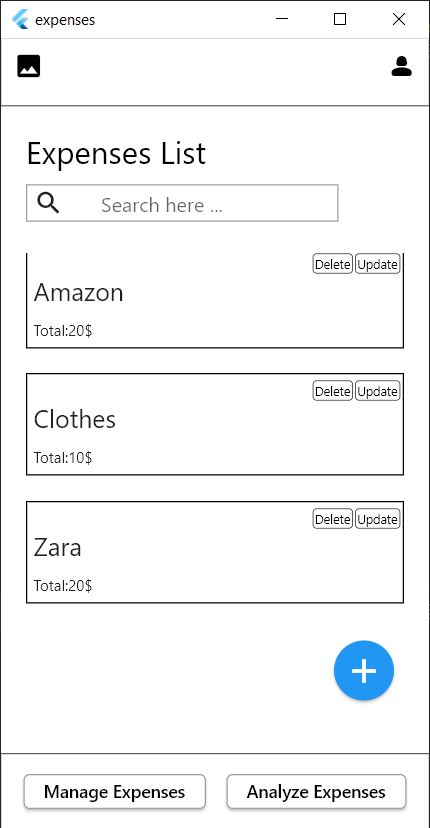 expenses
Expenses List
Search here ...
Delete Update
Amazon
Total:20$
Delete Update
Clothes
Total:10$
Delete Update
Zara
Total:20$
Manage Expenses Analyze Expenses